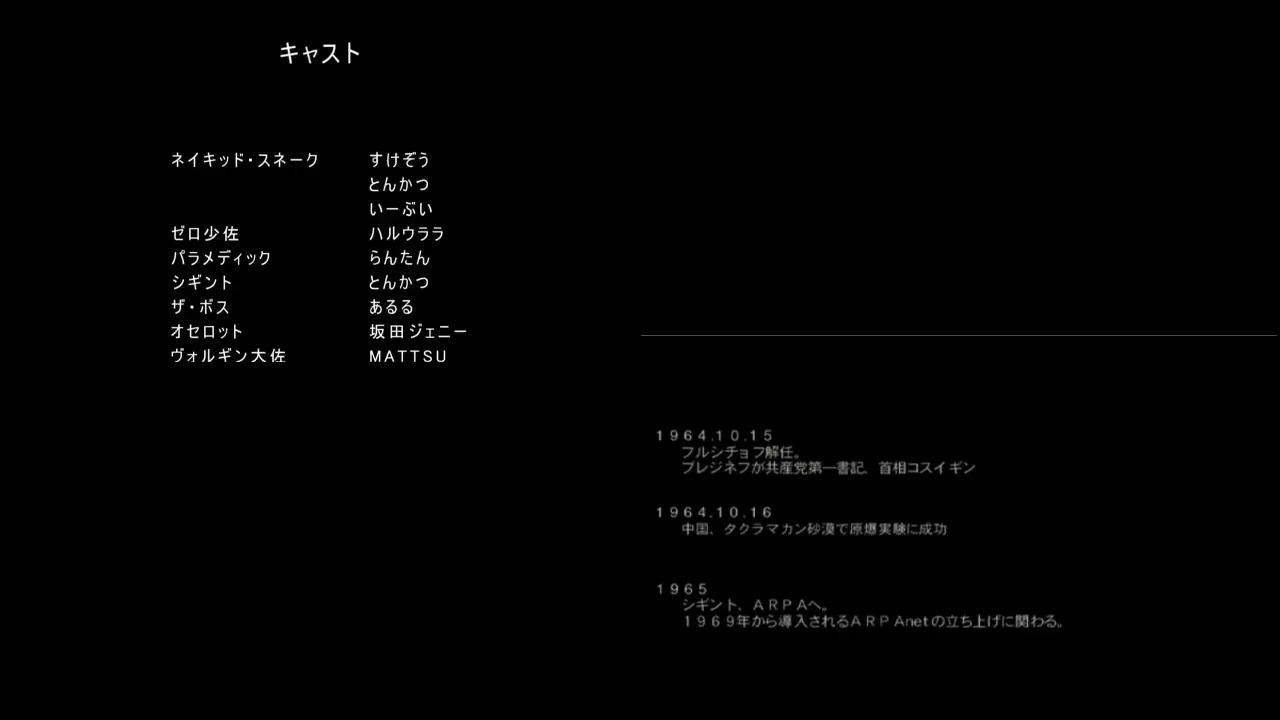 キャスト
ネイキッド・スネーク すけぞう
とんかつ
いーぶい
ゼロ少佐 ハルウララ
パラメディック らんたん
シギント とんかつ
ザ・ボス あるる
オセロット 坂田ジェニー
ヴォルギン大佐 MATTSU
１９６４.１０.１５
フルシチョフ解任。
ブレジネフが共産党第一書記、首相コスイギン
１９６４.１０.１６
中国、タクラマカン砂漠で原爆実験に成功
１９６５
シギント、ＡＲＰＡへ。
１９６９年から導入されるＡＲＰＡnetの立ち上げに関わる。